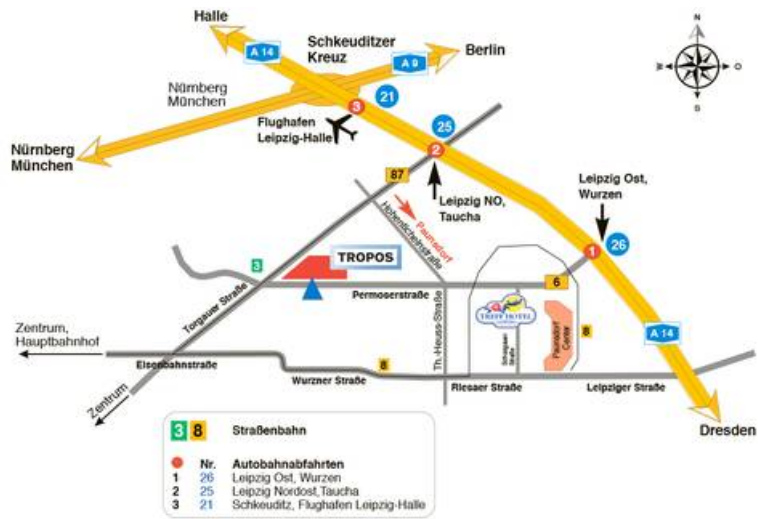 Halle
A 14
Schkeuditzer
Kreuz
A 9
Berlin
N
W
O
S
Nürnberg
München
21
3
Flughafen
Leipzig-Halle
Nürnberg
München
25
2
87
Leipzig NO,
Taucha
Leipzig Ost,
Wurzen
Paunsdorf
Hohentichelnstraße
1
26
3
TROPOS
6
Permoserstraße
Torgauer Straße
Th.-Heuss-Straße
TREFF HOTEL
Paunsdorf
Center
8
A 14
Zentrum,
Hauptbahnhof
Eisenbahnstraße
8
Wurzner Straße
Riesaer Straße
Leipziger Straße
Zentrum
Dresden
3 8 Straßenbahn
Nr. Autobahnabfahrten
1 26 Leipzig Ost, Wurzen
2 25 Leipzig Nordost,Taucha
3 21 Schkeuditz, Flughafen Leipzig-Halle